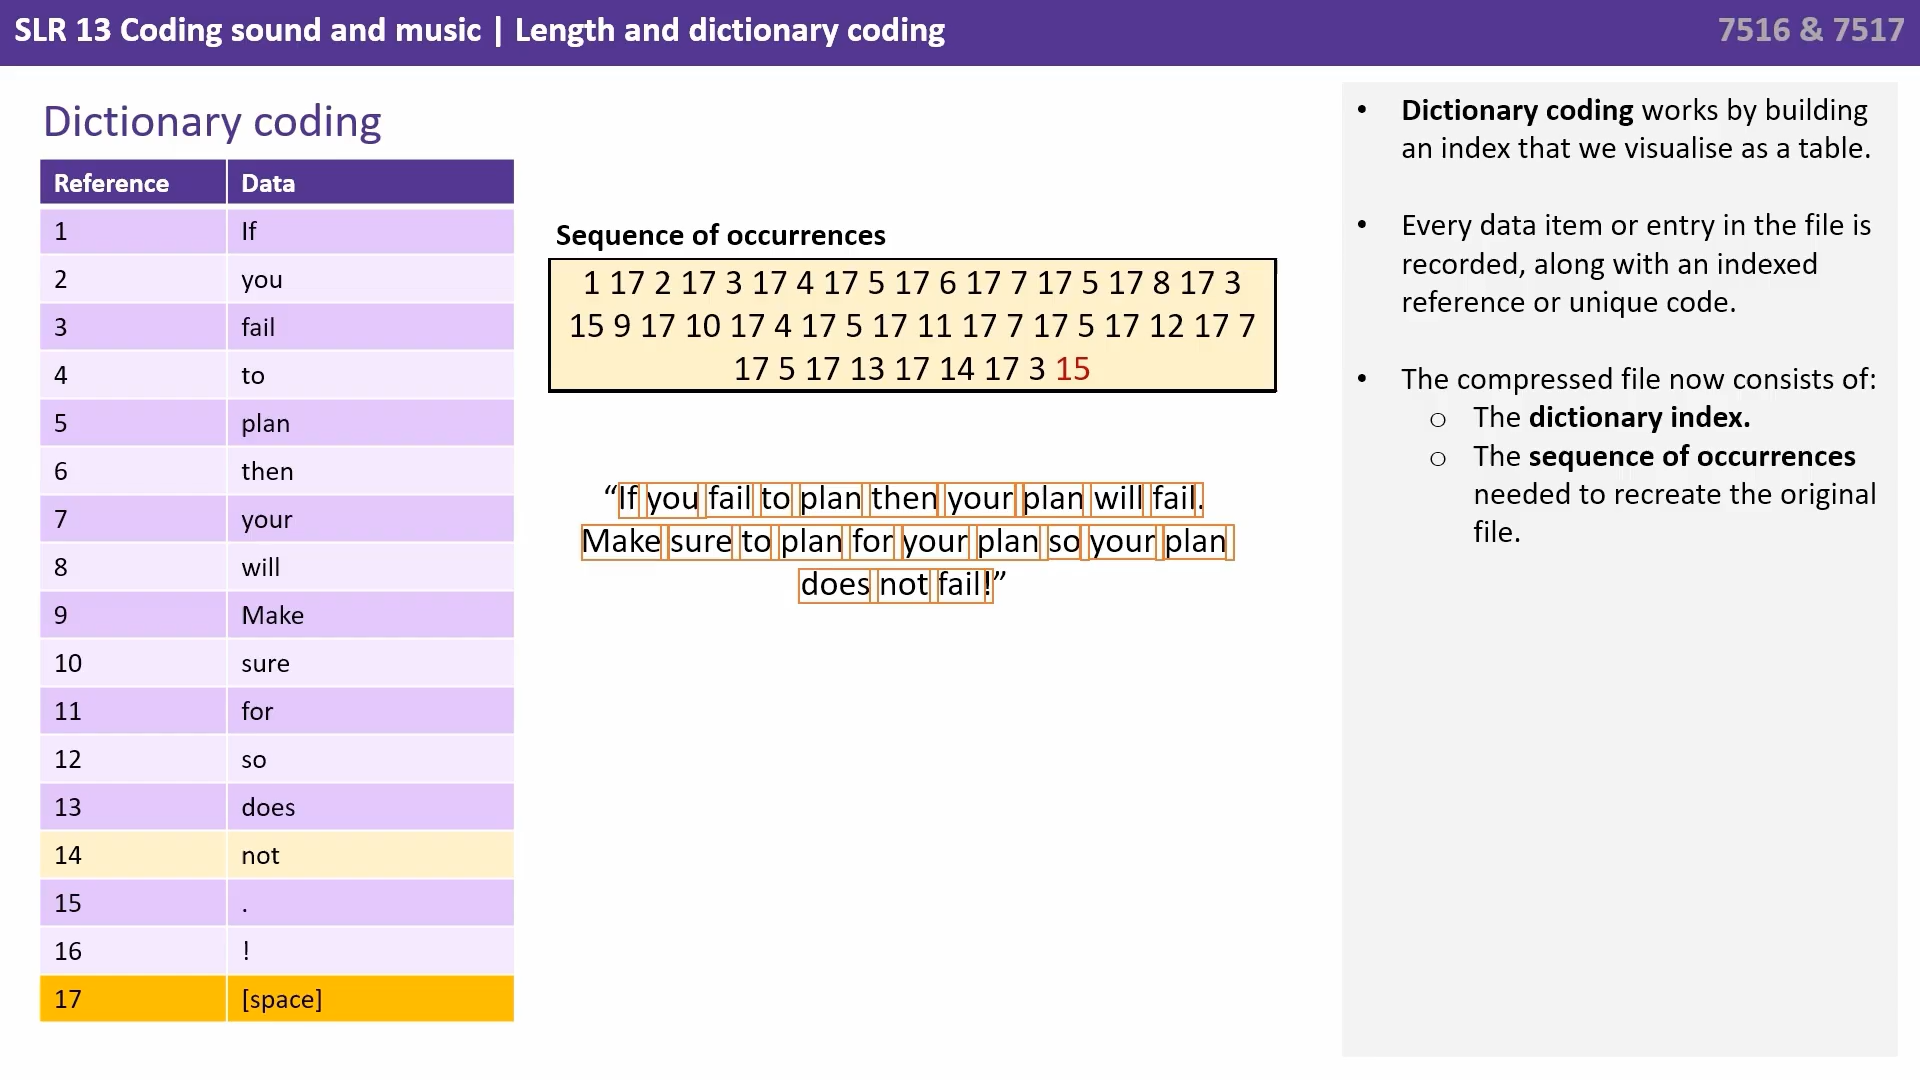 SLR 13 Coding sound and music | Length and dictionary coding
7516 & 7517
Dictionary coding
Reference Data
1 If
2 you
3 fail
4 to
5 plan
6 then
7 your
8 will
9 Make
10 sure
11 for
12 so
13 does
14 not
15 .
16 !
17 [space]
Sequence of occurrences
1 17 2 17 3 17 4 17 5 17 6 17 7 17 5 17 8 17 3
15 9 17 10 17 4 17 5 17 11 17 7 17 5 17 12 17 7
17 5 17 13 17 14 17 3 15
“If you fail to plan then your plan will fail.
Make sure to plan for your plan so your plan
does not fail!”
• Dictionary coding works by building
an index that we visualise as a table.
• Every data item or entry in the file is
recorded, along with an indexed
reference or unique code.
• The compressed file now consists of:
o The dictionary index.
o The sequence of occurrences
needed to recreate the original
file.